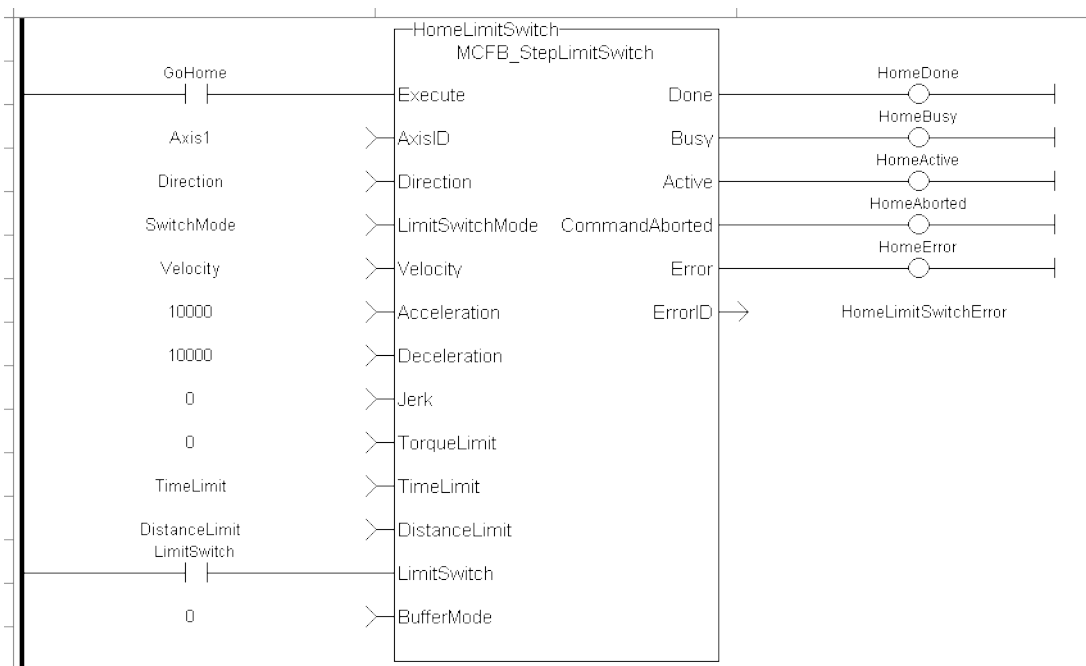 HomeLimitSwitch
MCFB_StepLimitSwitch
GoHome
Execute
Done
HomeDone
Axis1
AxisID
Busy
HomeBusy
Direction
Direction
Active
HomeActive
SwitchMode
LimitSwitchMode
CommandAborted
HomeAborted
Velocity
Velocity
Error
HomeError
10000
Acceleration
ErrorID
HomeLimitSwitchError
10000
Deceleration
0
Jerk
0
TorqueLimit
TimeLimit
TimeLimit
DistanceLimit
DistanceLimit
LimitSwitch
LimitSwitch
0
BufferMode